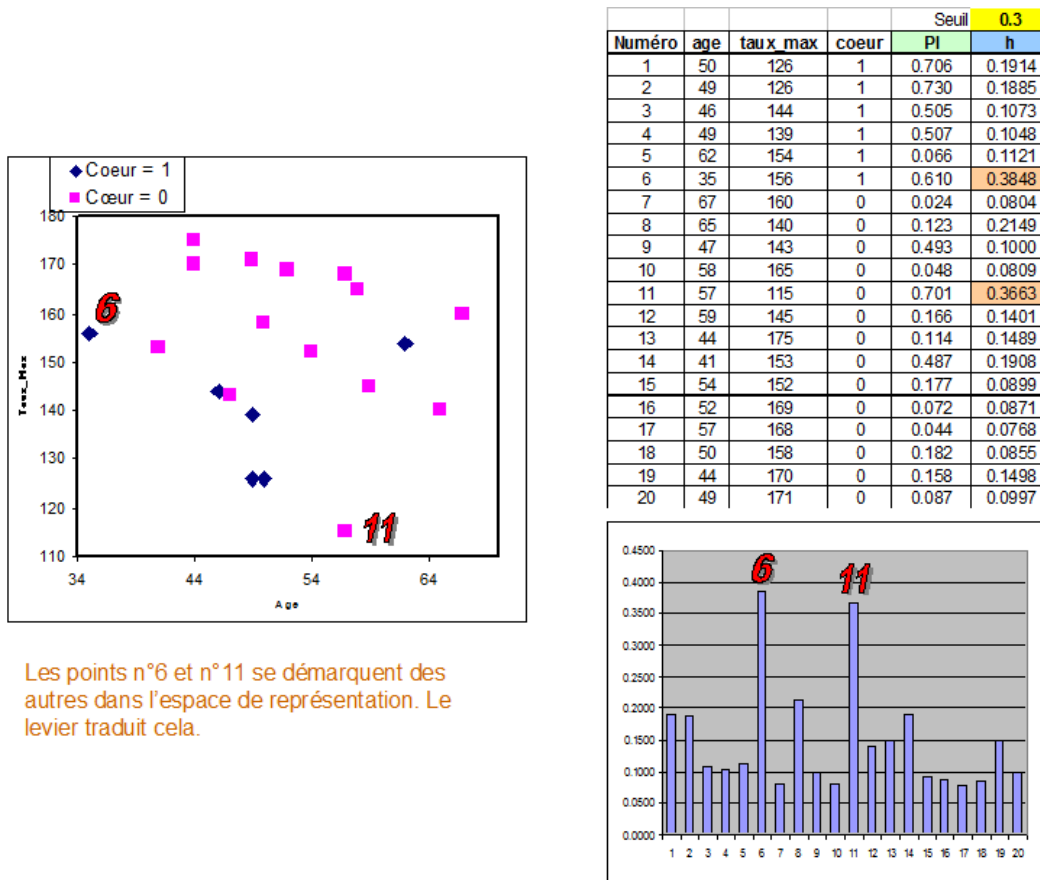 Coeur = 1
Cœur = 0
180
170
160
150
140
130
120
110
Taux_Max
34 44 54 64
Age
6
11
Les points n°6 et n°11 se démarquent des
autres dans l'espace de représentation. Le
levier traduit cela.
Seuil 0.3
Numéro age taux_max coeur PI h
1 50 126 1 0.706 0.1914
2 49 126 1 0.730 0.1885
3 46 144 1 0.505 0.1073
4 49 139 1 0.507 0.1048
5 62 154 1 0.066 0.1121
6 35 156 1 0.610 0.3848
7 67 160 0 0.024 0.0804
8 65 140 0 0.123 0.2149
9 47 143 0 0.493 0.1000
10 58 165 0 0.048 0.0809
11 57 115 0 0.701 0.3663
12 59 145 0 0.166 0.1401
13 44 175 0 0.114 0.1489
14 41 153 0 0.487 0.1908
15 54 152 0 0.177 0.0899
16 52 169 0 0.072 0.0871
17 57 168 0 0.044 0.0768
18 50 158 0 0.182 0.0855
19 44 170 0 0.158 0.1498
20 49 171 0 0.087 0.0997
0.4500
0.4000
0.3500
0.3000
0.2500
0.2000
0.1500
0.1000
0.0500
0.0000
6
11
1 2 3 4 5 6 7 8 9 10 11 12 13 14 15 16 17 18 19 20